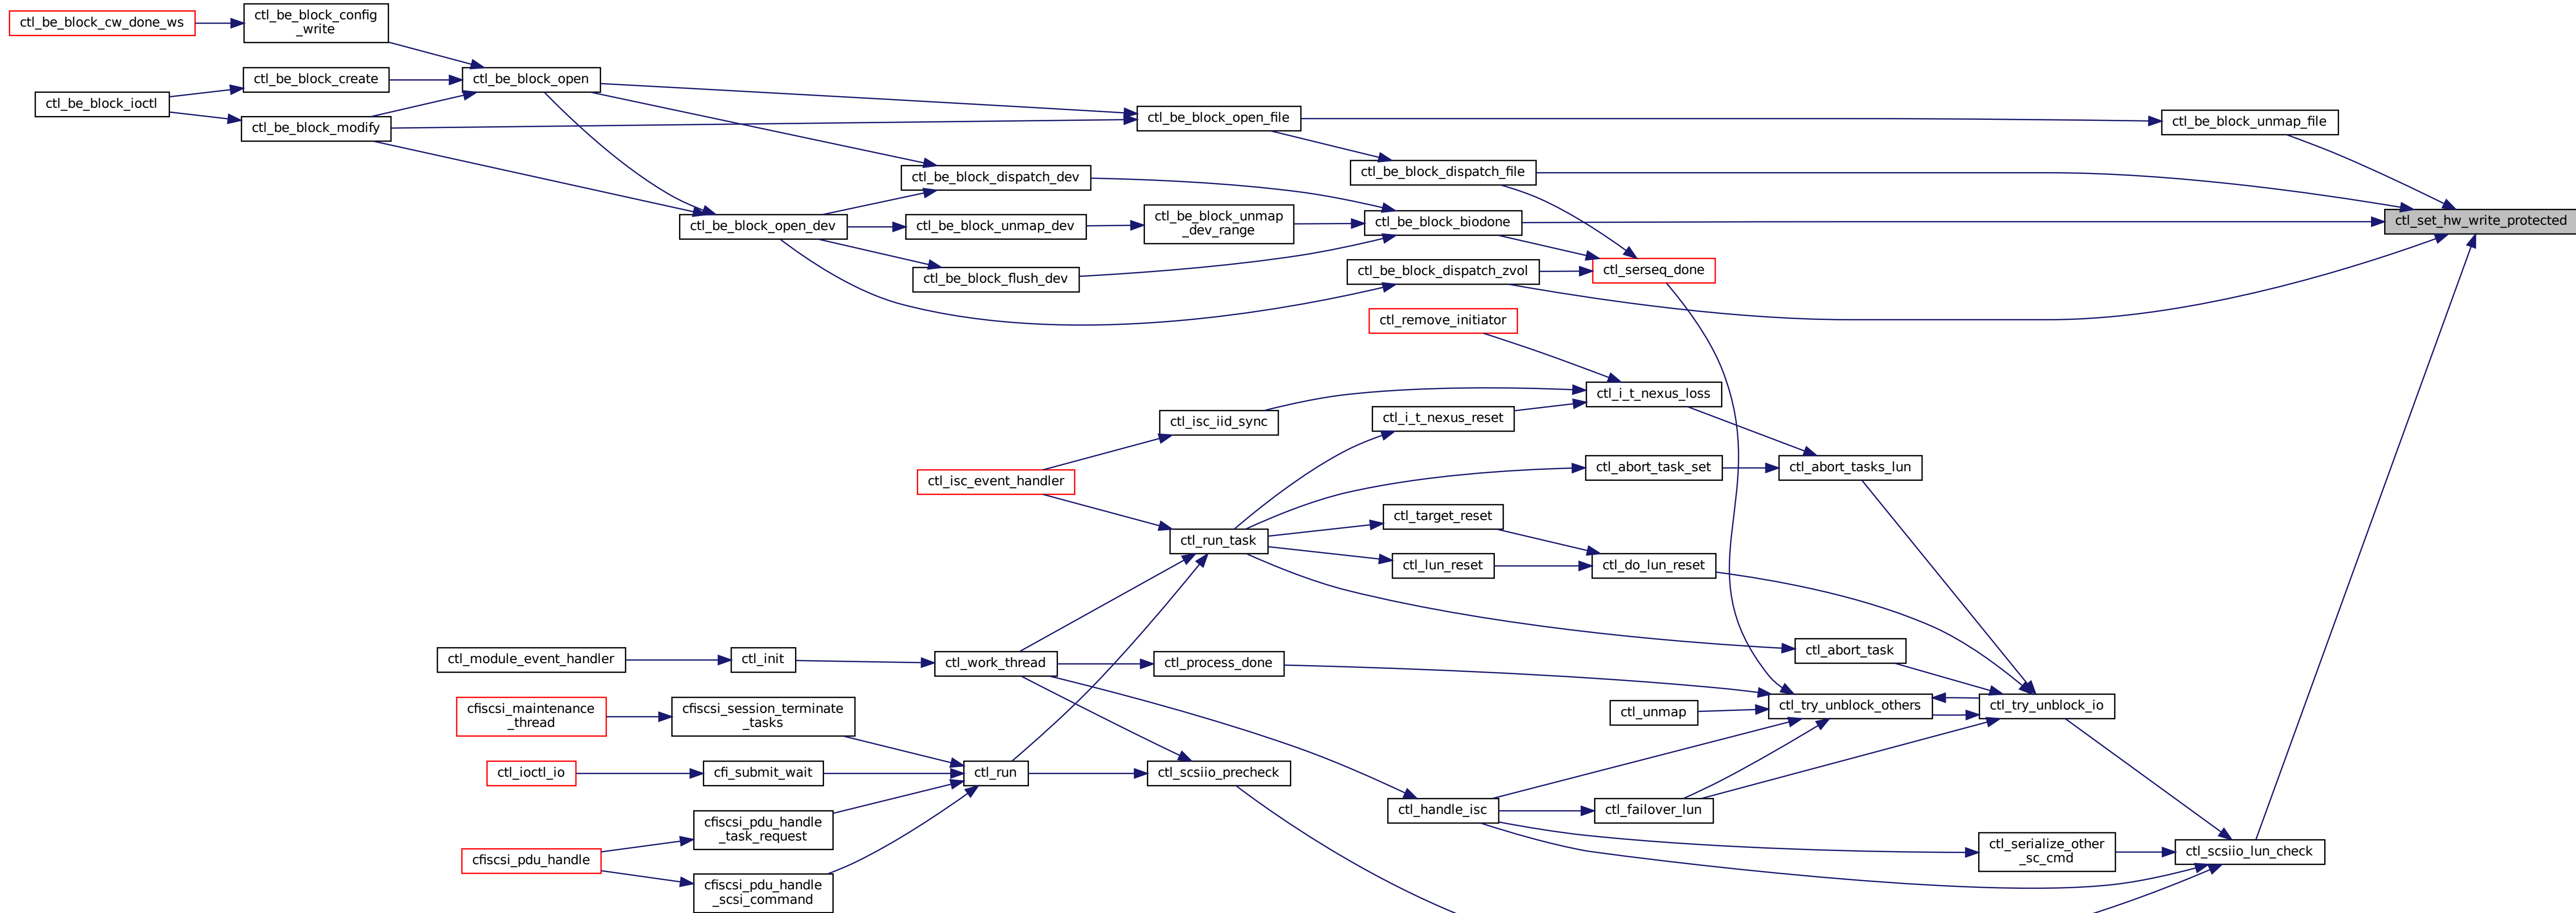 ctl_be_block_cw_done_ws
ctl_be_block_config
_write
ctl_be_block_create
ctl_be_block_open
ctl_be_block_ioctl
ctl_be_block_modify
ctl_be_block_open_file
ctl_be_block_unmap_file
ctl_be_block_dispatch_dev
ctl_be_block_dispatch_file
ctl_be_block_open_dev
ctl_be_block_unmap_dev
ctl_be_block_unmap
_dev_range
ctl_be_block_biodone
ctl_set_hw_write_protected
ctl_be_block_flush_dev
ctl_be_block_dispatch_zvol
ctl_serseq_done
ctl_remove_initiator
ctl_i_t_nexus_loss
ctl_isc_iid_sync
ctl_i_t_nexus_reset
ctl_isc_event_handler
ctl_abort_task_set
ctl_abort_tasks_lun
ctl_target_reset
ctl_run_task
ctl_lun_reset
ctl_do_lun_reset
ctl_module_event_handler
ctl_init
ctl_work_thread
ctl_process_done
ctl_abort_task
cfiscsi_maintenance
_thread
cfiscsi_session_terminate
_tasks
ctl_unmap
ctl_try_unblock_others
ctl_try_unblock_io
ctl_ioctl_io
cfi_submit_wait
ctl_run
ctl_scsiio_precheck
ctl_handle_isc
ctl_failover_lun
cfiscsi_pdu_handle
_task_request
cfiscsi_pdu_handle
ctl_serialize_other
_sc_cmd
ctl_scsiio_lun_check
cfiscsi_pdu_handle
_scsi_command